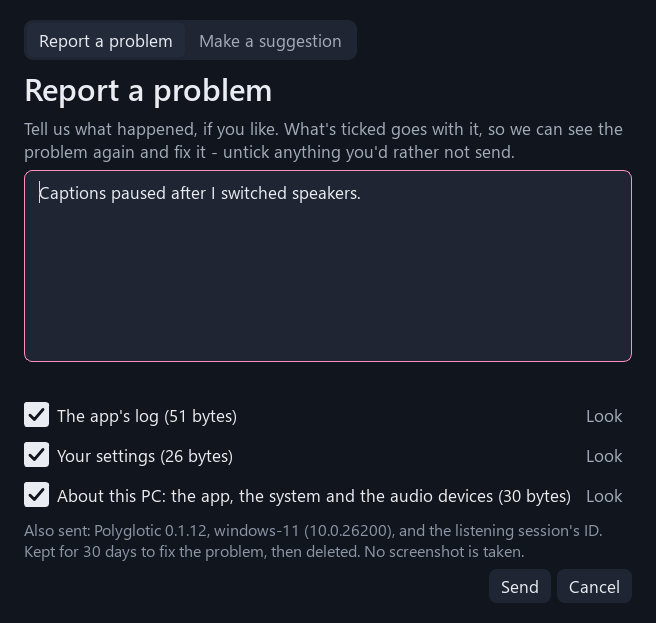 Report a problem
Make a suggestion
Report a problem
Tell us what happened, if you like. What's ticked goes with it, so we can see the
problem again and fix it - untick anything you'd rather not send.
Captions paused after I switched speakers.
The app's log (51 bytes)
Look
Your settings (26 bytes)
Look
About this PC: the app, the system and the audio devices (30 bytes)
Look
Also sent: Polyglotic 0.1.12, windows-11 (10.0.26200), and the listening session's ID.
Kept for 30 days to fix the problem, then deleted. No screenshot is taken.
Send
Cancel